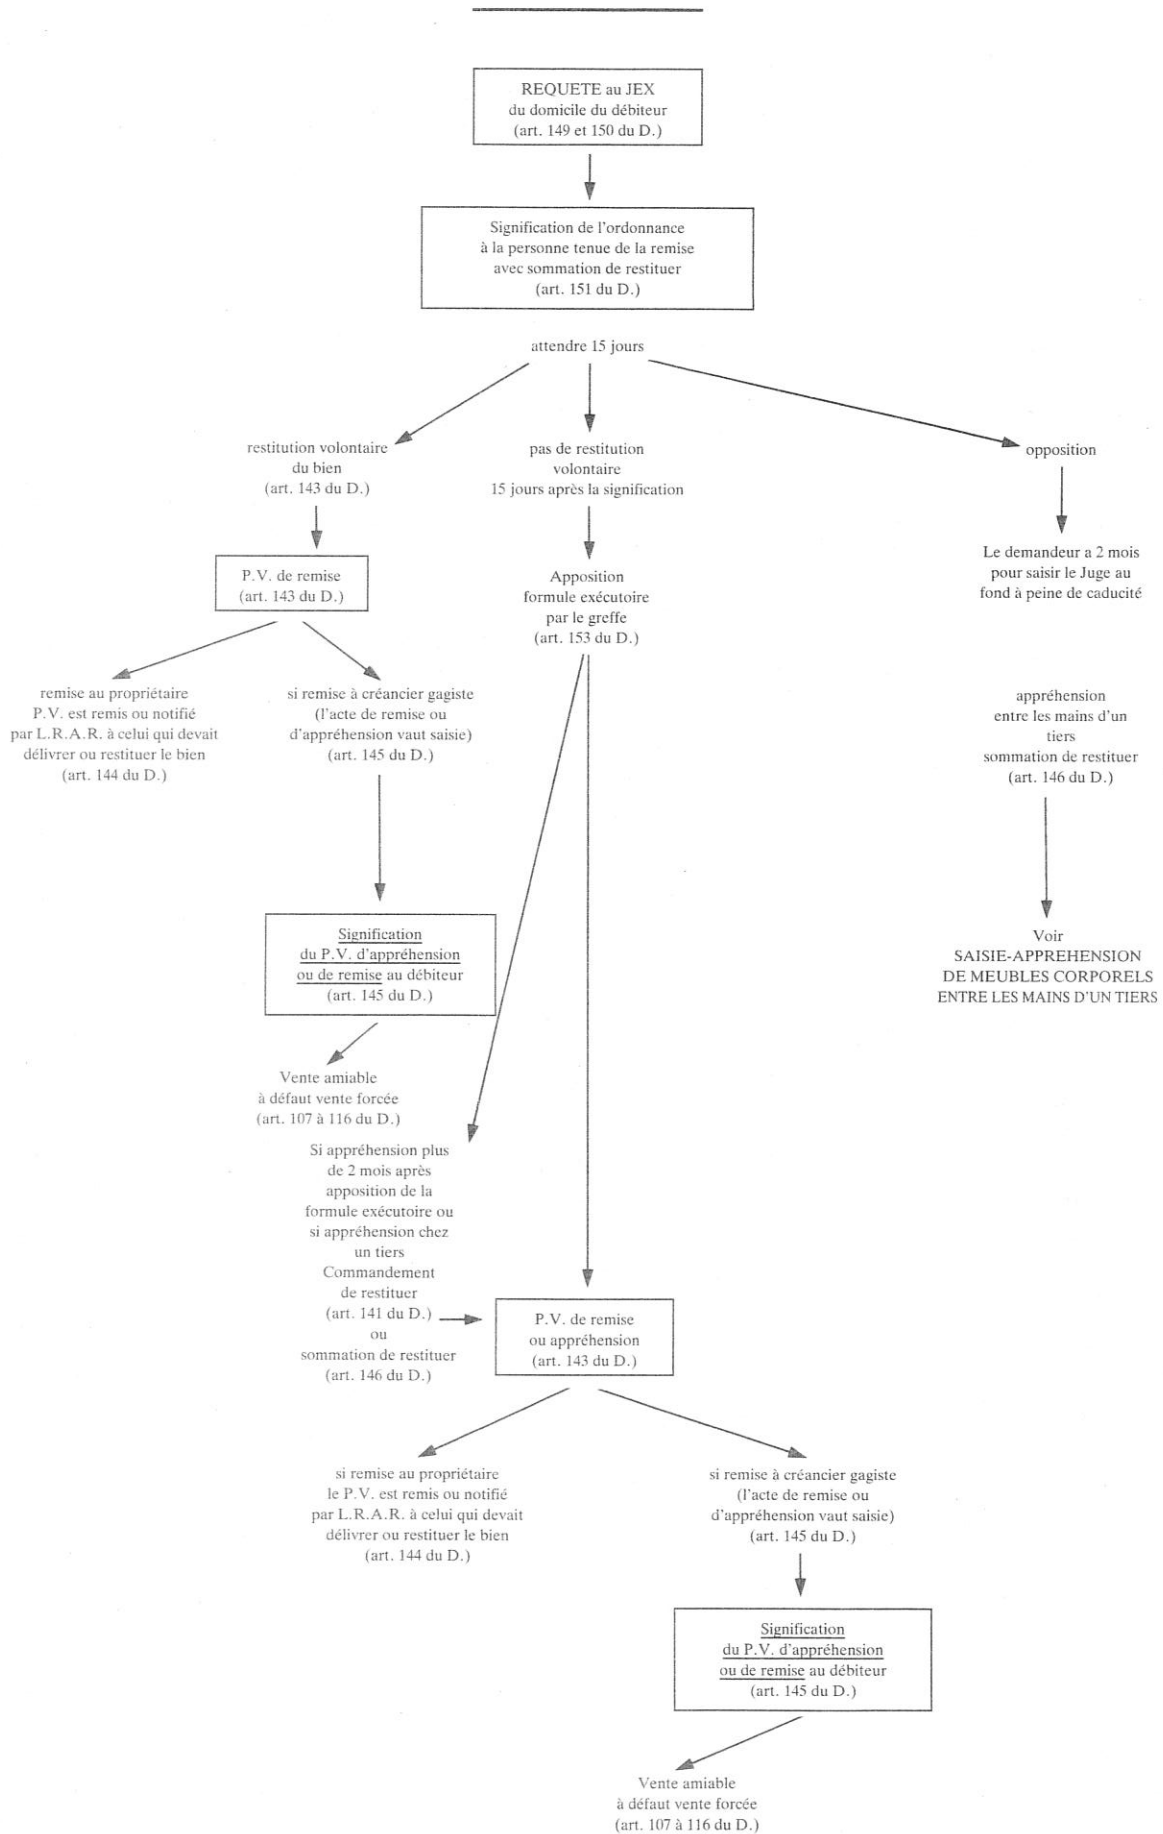 REQUETE au JEX
du domicile du débiteur
(art. 149 et 150 du D.)
Signification de l'ordonnance
à la personne tenue de la remise
avec sommation de restituer
(art. 151 du D.)
attendre 15 jours
restitution volontaire
du bien
(art. 143 du D.)
pas de restitution
volontaire
15 jours après la signification
opposition
P.V. de remise
(art. 143 du D.)
Apposition
formule exécutoire
par le greffe
(art. 153 du D.)
Le demandeur a 2 mois
pour saisir le Juge au
fond à peine de caducité
remise au propriétaire
P.V. est remis ou notifié
par L.R.A.R. à celui qui devait
délivrer ou restituer le bien
(art. 144 du D.)
si remise à créancier gagiste
(l'acte de remise ou
d'appréhension vaut saisie)
(art. 145 du D.)
appréhension
entre les mains d'un
tiers
sommation de restituer
(art. 146 du D.)
Signification
du P.V. d'appréhension
ou de remise au débiteur
(art. 145 du D.)
Voir
SAISIE-APPREHENSION
DE MEUBLES CORPORELS
ENTRE LES MAINS D'UN TIERS
Vente amiable
à défaut vente forcée
(art. 107 à 116 du D.)
Si appréhension plus
de 2 mois après
apposition de la
formule exécutoire ou
si appréhension chez
un tiers
Commandement
de restituer
(art. 141 du D.)
ou
sommation de restituer
(art. 146 du D.)
P.V. de remise
ou appréhension
(art. 143 du D.)
si remise au propriétaire
le P.V. est remis ou notifié
par L.R.A.R. à celui qui devait
délivrer ou restituer le bien
(art. 144 du D.)
si remise à créancier gagiste
(l'acte de remise ou
d'appréhension vaut saisie)
(art. 145 du D.)
Signification
du P.V. d'appréhension
ou de remise au débiteur
(art. 145 du D.)
Vente amiable
à défaut vente forcée
(art. 107 à 116 du D.)